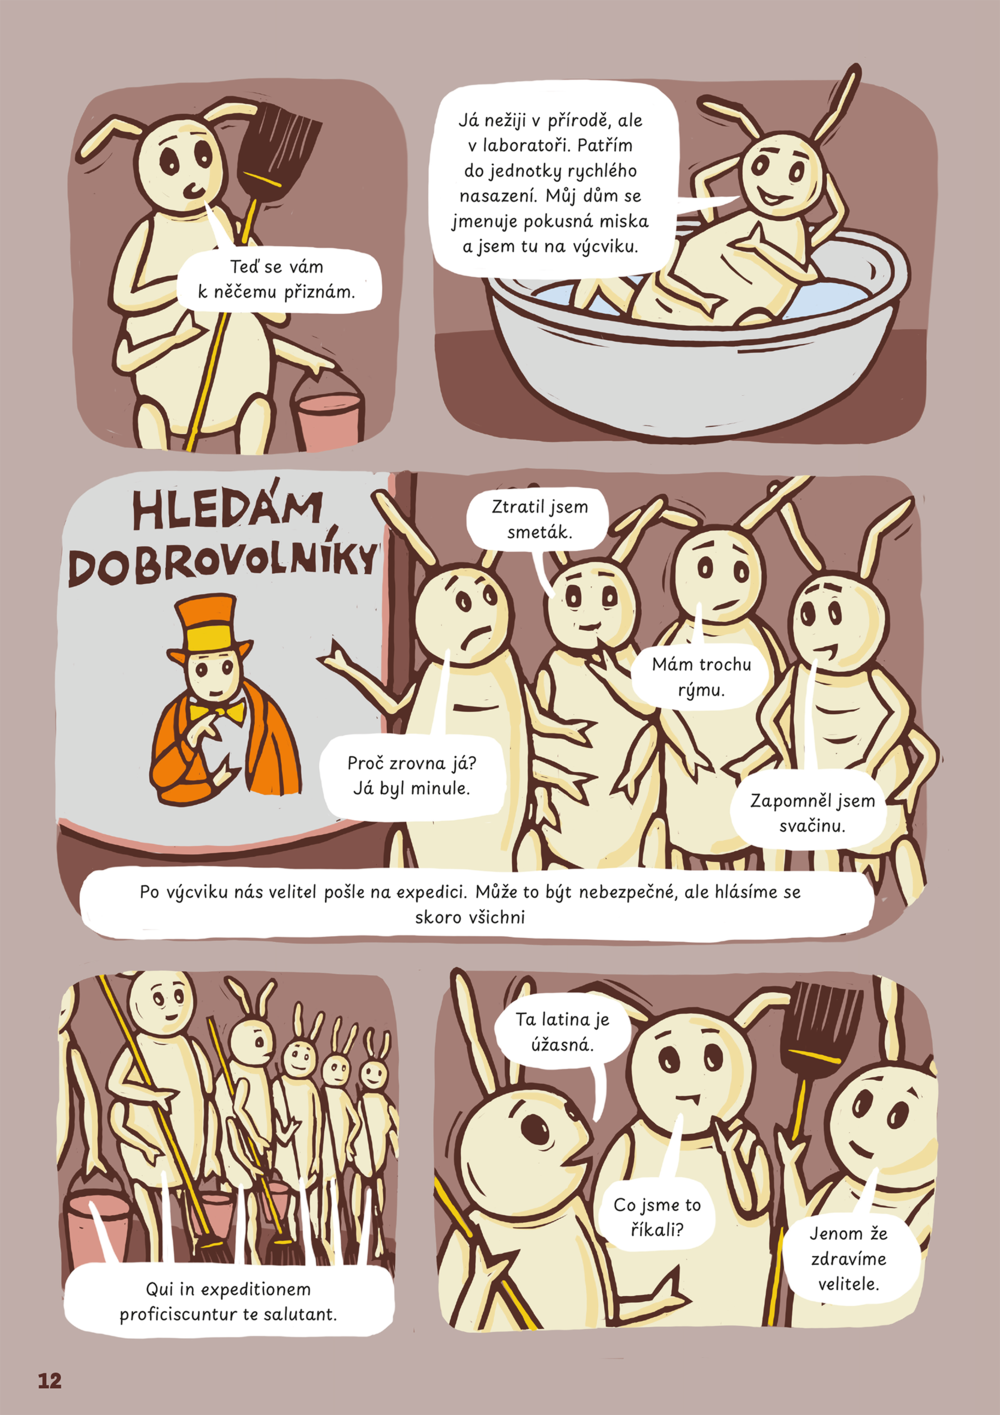 Teď se vám
k něčemu přiznám.
Já nežiji v přírodě, ale
v laboratoři. Patřím
do jednotky rychlého
nasazení. Můj dům se
jmenuje pokusná miska
a jsem tu na výcviku.
HLEDÁM
DOBROVOLNÍKY
Ztratil jsem
smeták.
Mám trochu
rýmu.
Proč zrovna já?
Já byl minule.
Zapomněl jsem
svačinu.
Po výcviku nás velitel pošle na expedici. Může to být nebezpečné, ale hlásíme se
skoro všichni
Qui in expeditionem
proficiscuntur te salutant.
Ta latina je
úžasná.
Co jsme to
říkali?
Jenom že
zdravíme
velitele.
12